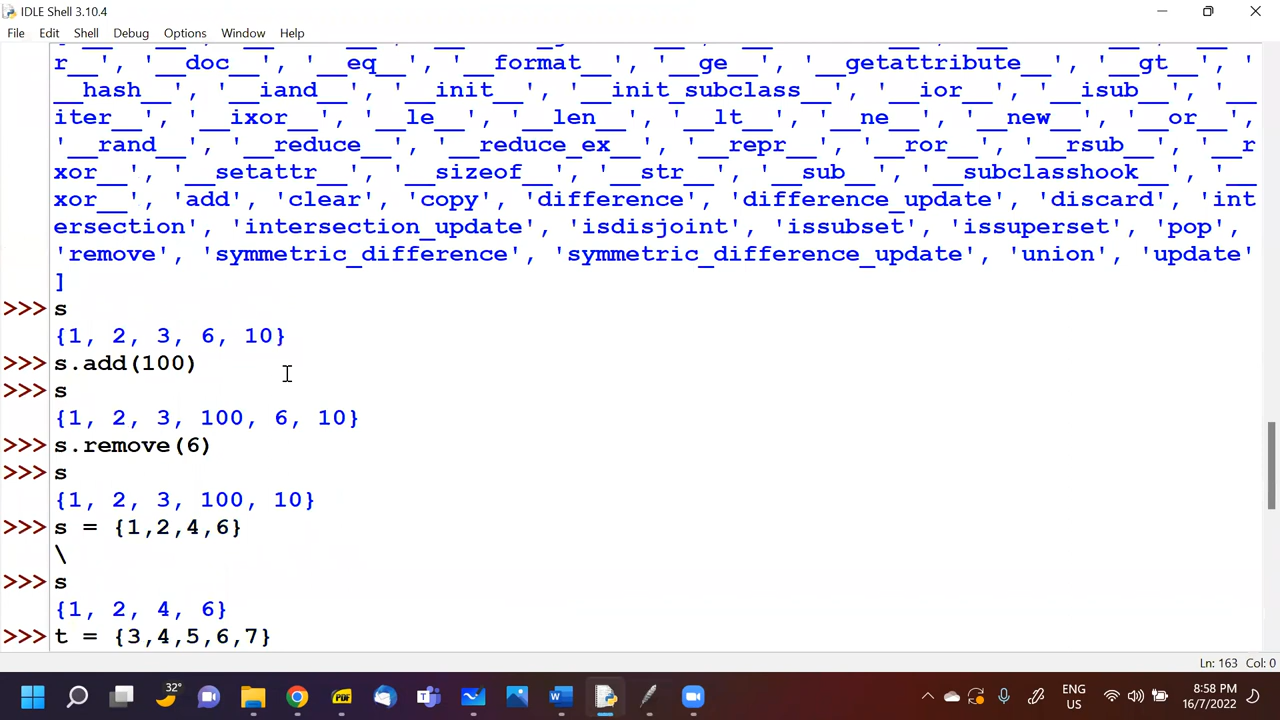 IDLE Shell 3.10.4
File Edit Shell Debug Options Window Help
r__', '__doc__', '__eq__', '__format__', '__ge__', '__getattribute__', '__gt__', '
__hash__', '__iand__', '__init__', '__init_subclass__', '__ior__', '__isub__', '__
iter__', '__ixor__', '__le__', '__len__', '__lt__', '__ne__', '__new__', '__or__',
'__rand__', '__reduce__', '__reduce_ex__', '__repr__', '__ror__', '__rsub__', '__r
xor__', '__setattr__', '__sizeof__', '__str__', '__sub__', '__subclasshook__', '__
xor__', 'add', 'clear', 'copy', 'difference', 'difference_update', 'discard', 'int
ersection', 'intersection_update', 'isdisjoint', 'issubset', 'issuperset', 'pop',
'remove', 'symmetric_difference', 'symmetric_difference_update', 'union', 'update'
]
>>> s
{1, 2, 3, 6, 10}
>>> s.add(100)
>>> s
{1, 2, 3, 100, 6, 10}
>>> s.remove(6)
>>> s
{1, 2, 3, 100, 10}
>>> s = {1,2,4,6}
\
>>> s
{1, 2, 4, 6}
>>> t = {3,4,5,6,7}
Ln: 163 Col: 0
32°
PDF
ENG
US
8:58 PM
16/7/2022